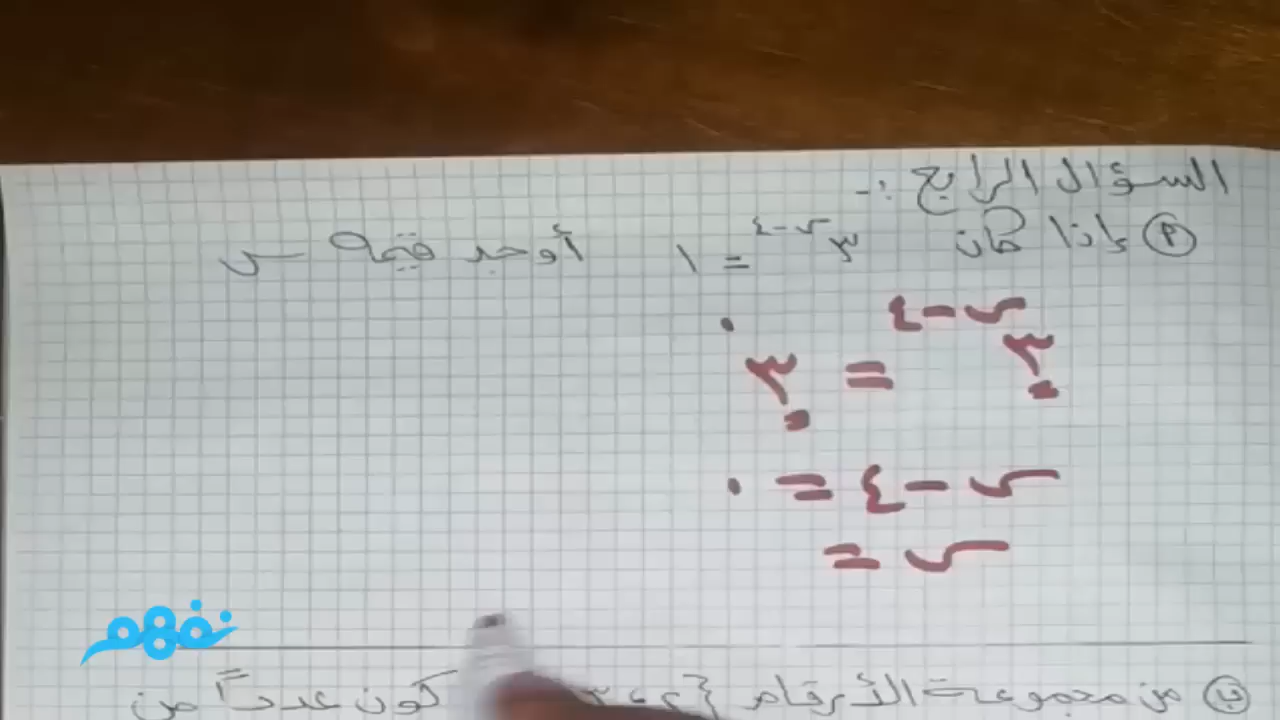 السؤال الرابع :-
(أ) إذا كان ٣^(س-٤) = ١ أوجد قيمة س
٣^(س-٤) = ٣^٠
س - ٤ = ٠
س =
(ب) من مجموعة الأرقام كون عدداً من
نفهم